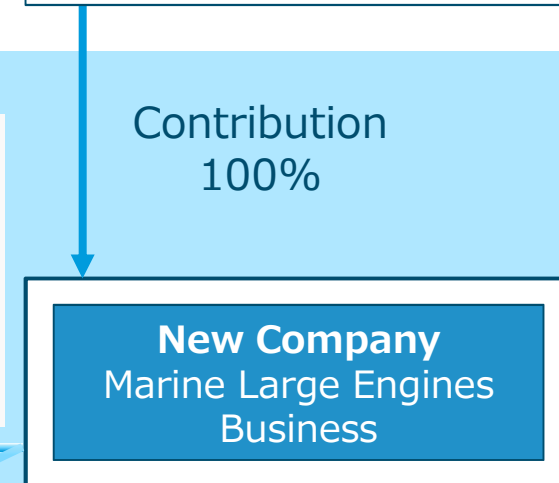 Contribution
100%
New Company
Marine Large Engines
Business